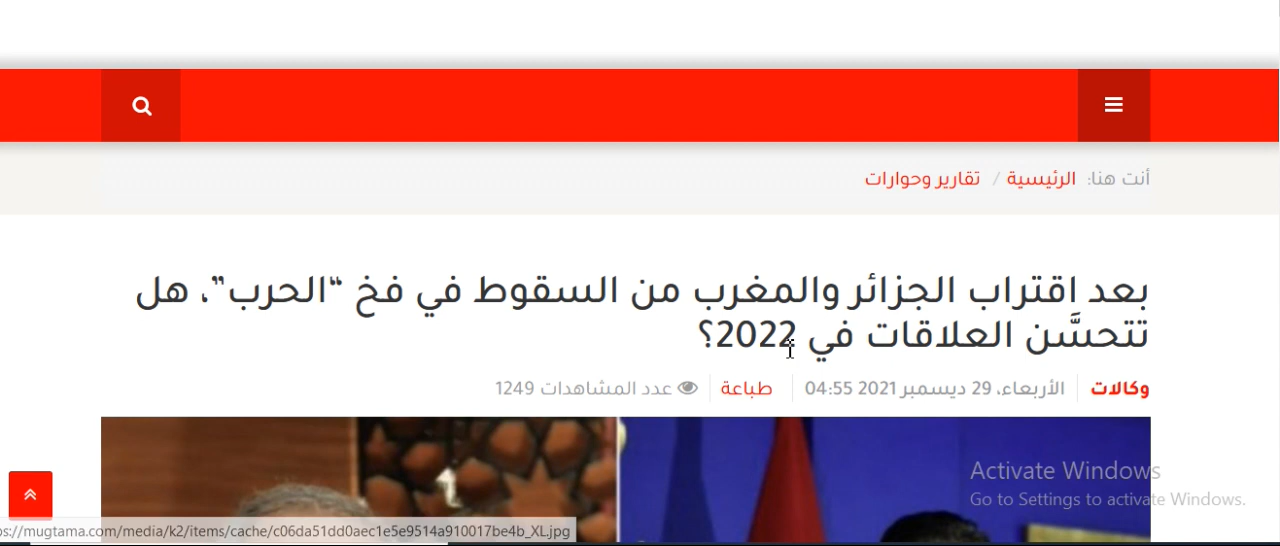 أنت هنا: الرئيسية / تقارير وحوارات
بعد اقتراب الجزائر والمغرب من السقوط في فخ “الحرب”، هل
تتحسَّن العلاقات في 2022؟
وكالات الأربعاء، 29 ديسمبر 2021 04:55 طباعة عدد المشاهدات 1249
Activate Windows
Go to Settings to activate Windows.
ps://mugtama.com/media/k2/items/cache/c06da51dd0aec1e5e9514a910017be4b_XL.jpg